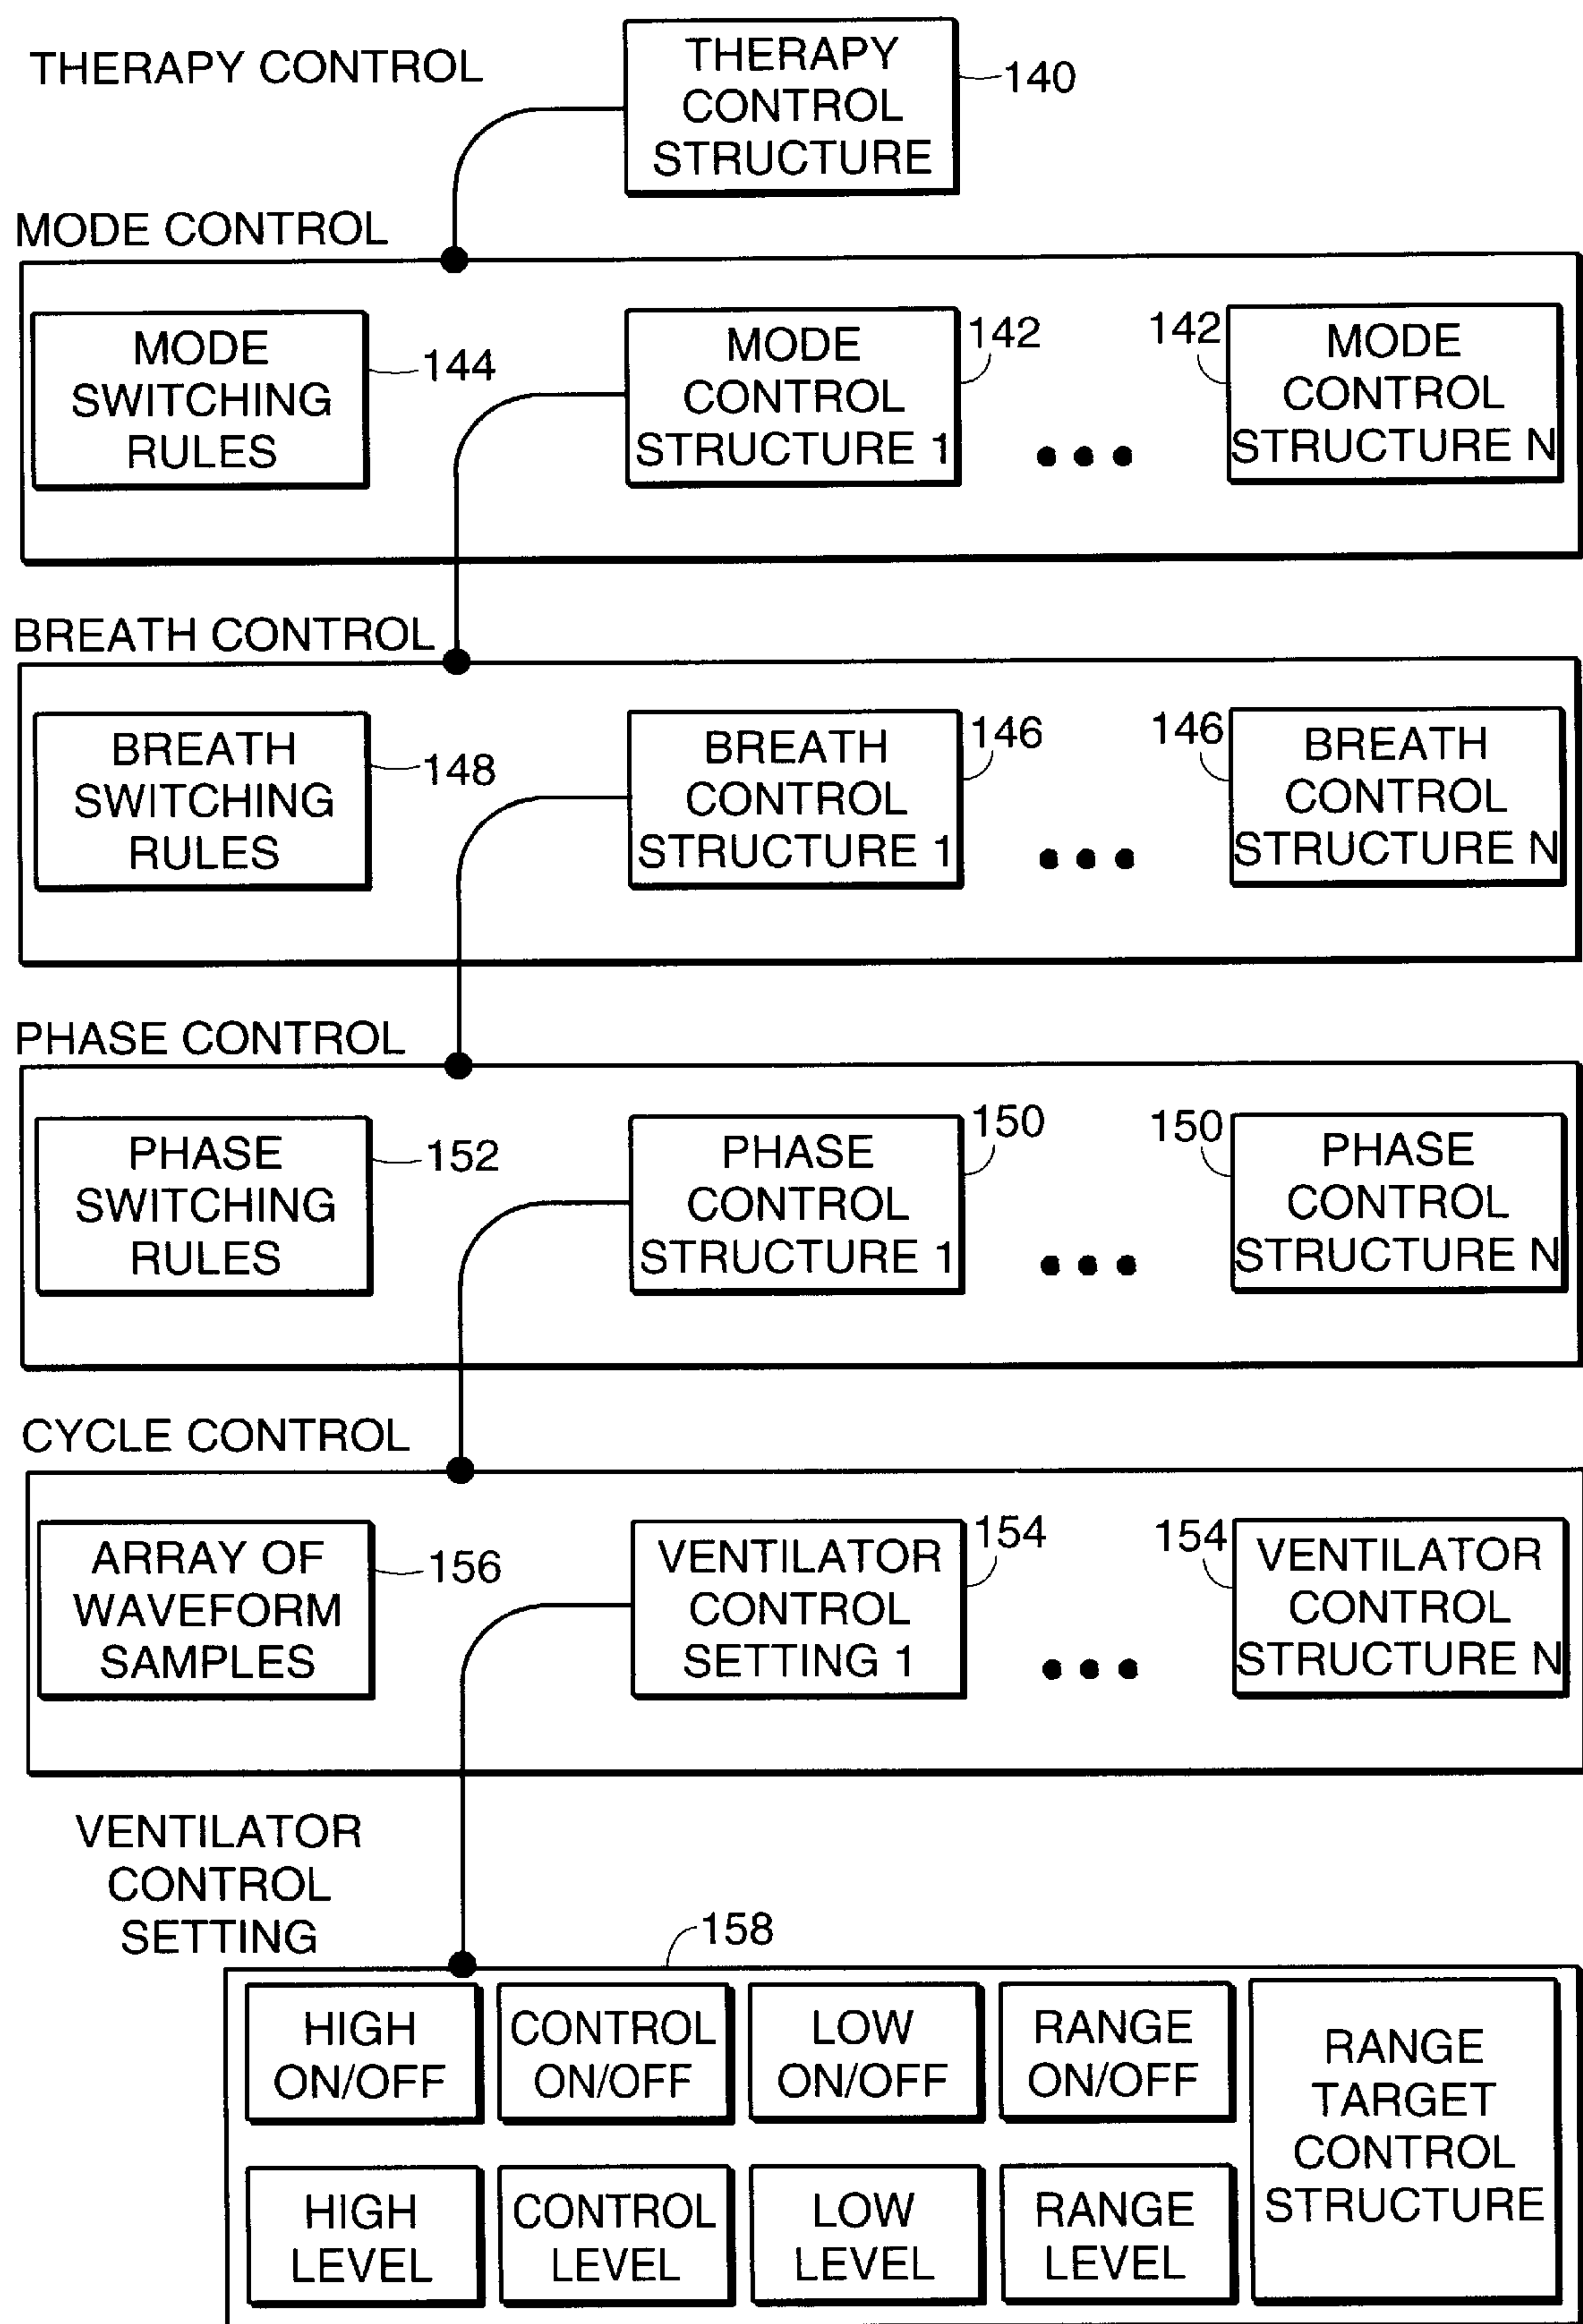 THERAPY CONTROL
THERAPY
CONTROL
STRUCTURE
140
MODE CONTROL
MODE
SWITCHING
RULES
144
MODE
CONTROL
STRUCTURE 1
142
142
MODE
CONTROL
STRUCTURE N
BREATH CONTROL
BREATH
SWITCHING
RULES
148
BREATH
CONTROL
STRUCTURE 1
146
146
BREATH
CONTROL
STRUCTURE N
PHASE CONTROL
PHASE
SWITCHING
RULES
152
PHASE
CONTROL
STRUCTURE 1
150
150
PHASE
CONTROL
STRUCTURE N
CYCLE CONTROL
ARRAY OF
WAVEFORM
SAMPLES
156
VENTILATOR
CONTROL
SETTING 1
154
154
VENTILATOR
CONTROL
STRUCTURE N
VENTILATOR
CONTROL
SETTING
158
HIGH
ON/OFF
CONTROL
ON/OFF
LOW
ON/OFF
RANGE
ON/OFF
RANGE
TARGET
CONTROL
STRUCTURE
HIGH
LEVEL
CONTROL
LEVEL
LOW
LEVEL
RANGE
LEVEL